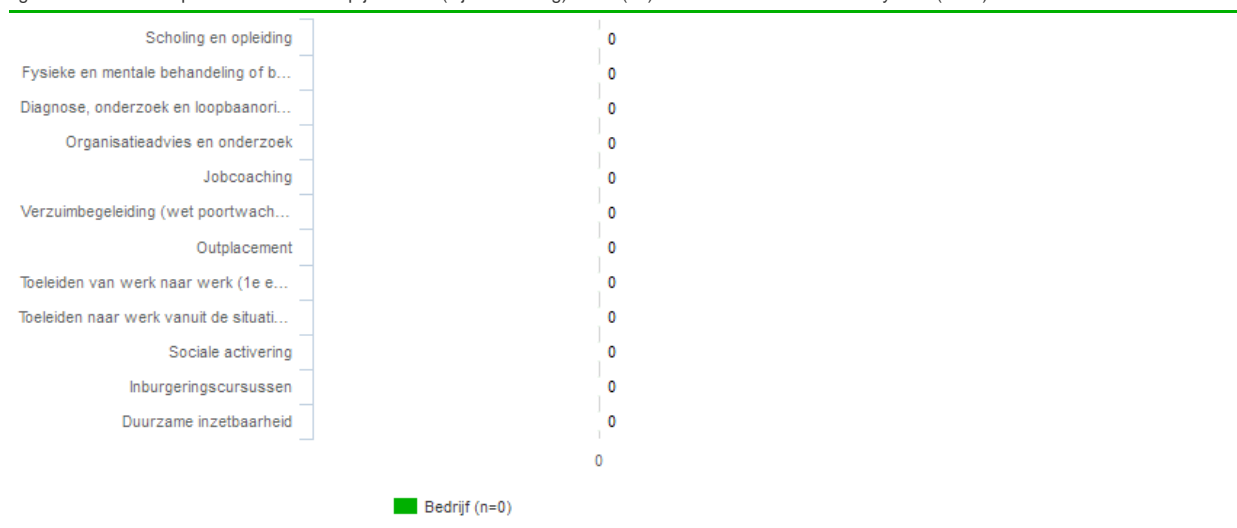 Scholing en opleiding 0
Fysieke en mentale behandeling of b... 0
Diagnose, onderzoek en loopbaanori... 0
Organisatieadvies en onderzoek 0
Jobcoaching 0
Verzuimbegeleiding (wet poortwach... 0
Outplacement 0
Toeleiden van werk naar werk (1e e... 0
Toeleiden naar werk vanuit de situati... 0
Sociale activering 0
Inburgeringscursussen 0
Duurzame inzetbaarheid 0
0
Bedrijf (n=0)